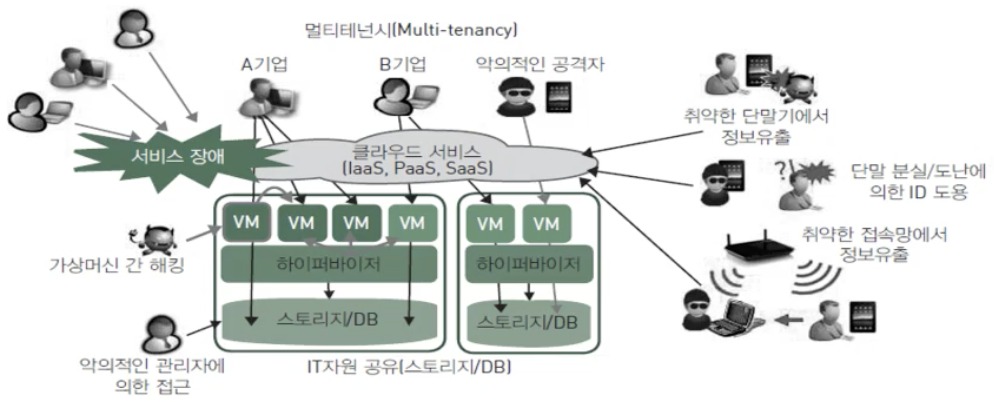 멀티테넌시(Multi-tenancy)
A기업
B기업
악의적인 공격자
취약한 단말기에서
정보유출
서비스 장애
클라우드 서비스
(IaaS, PaaS, SaaS)
?!
단말 분실/도난에
의한 ID 도용
VM
VM
VM
VM
VM
VM
취약한 접속망에서
정보유출
가상머신 간 해킹
하이퍼바이저
하이퍼바이저
스토리지/DB
스토리지/DB
악의적인 관리자에
의한 접근
IT자원 공유(스토리지/DB)